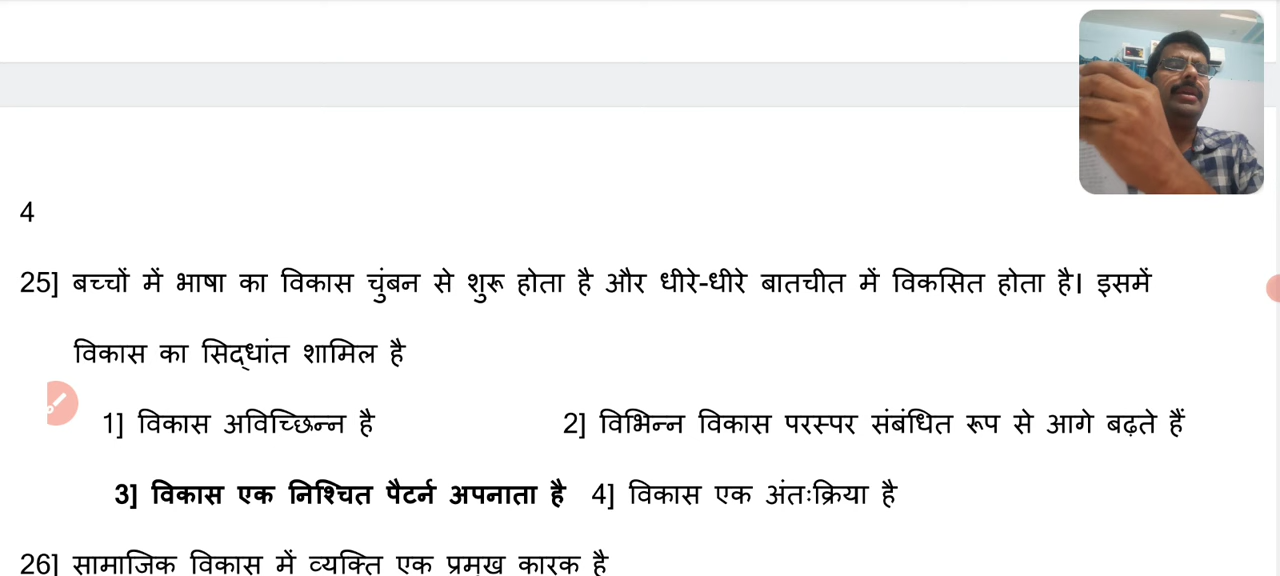 4
25] बच्चों में भाषा का विकास चुंबन से शुरू होता है और धीरे-धीरे बातचीत में विकसित होता है। इसमें
विकास का सिद्धांत शामिल है
1] विकास अविच्छिन्न है 2] विभिन्न विकास परस्पर संबंधित रूप से आगे बढ़ते हैं
3] विकास एक निश्चित पैटर्न अपनाता है 4] विकास एक अंतःक्रिया है
26] सामाजिक विकास में व्यक्ति एक प्रमुख कारक है